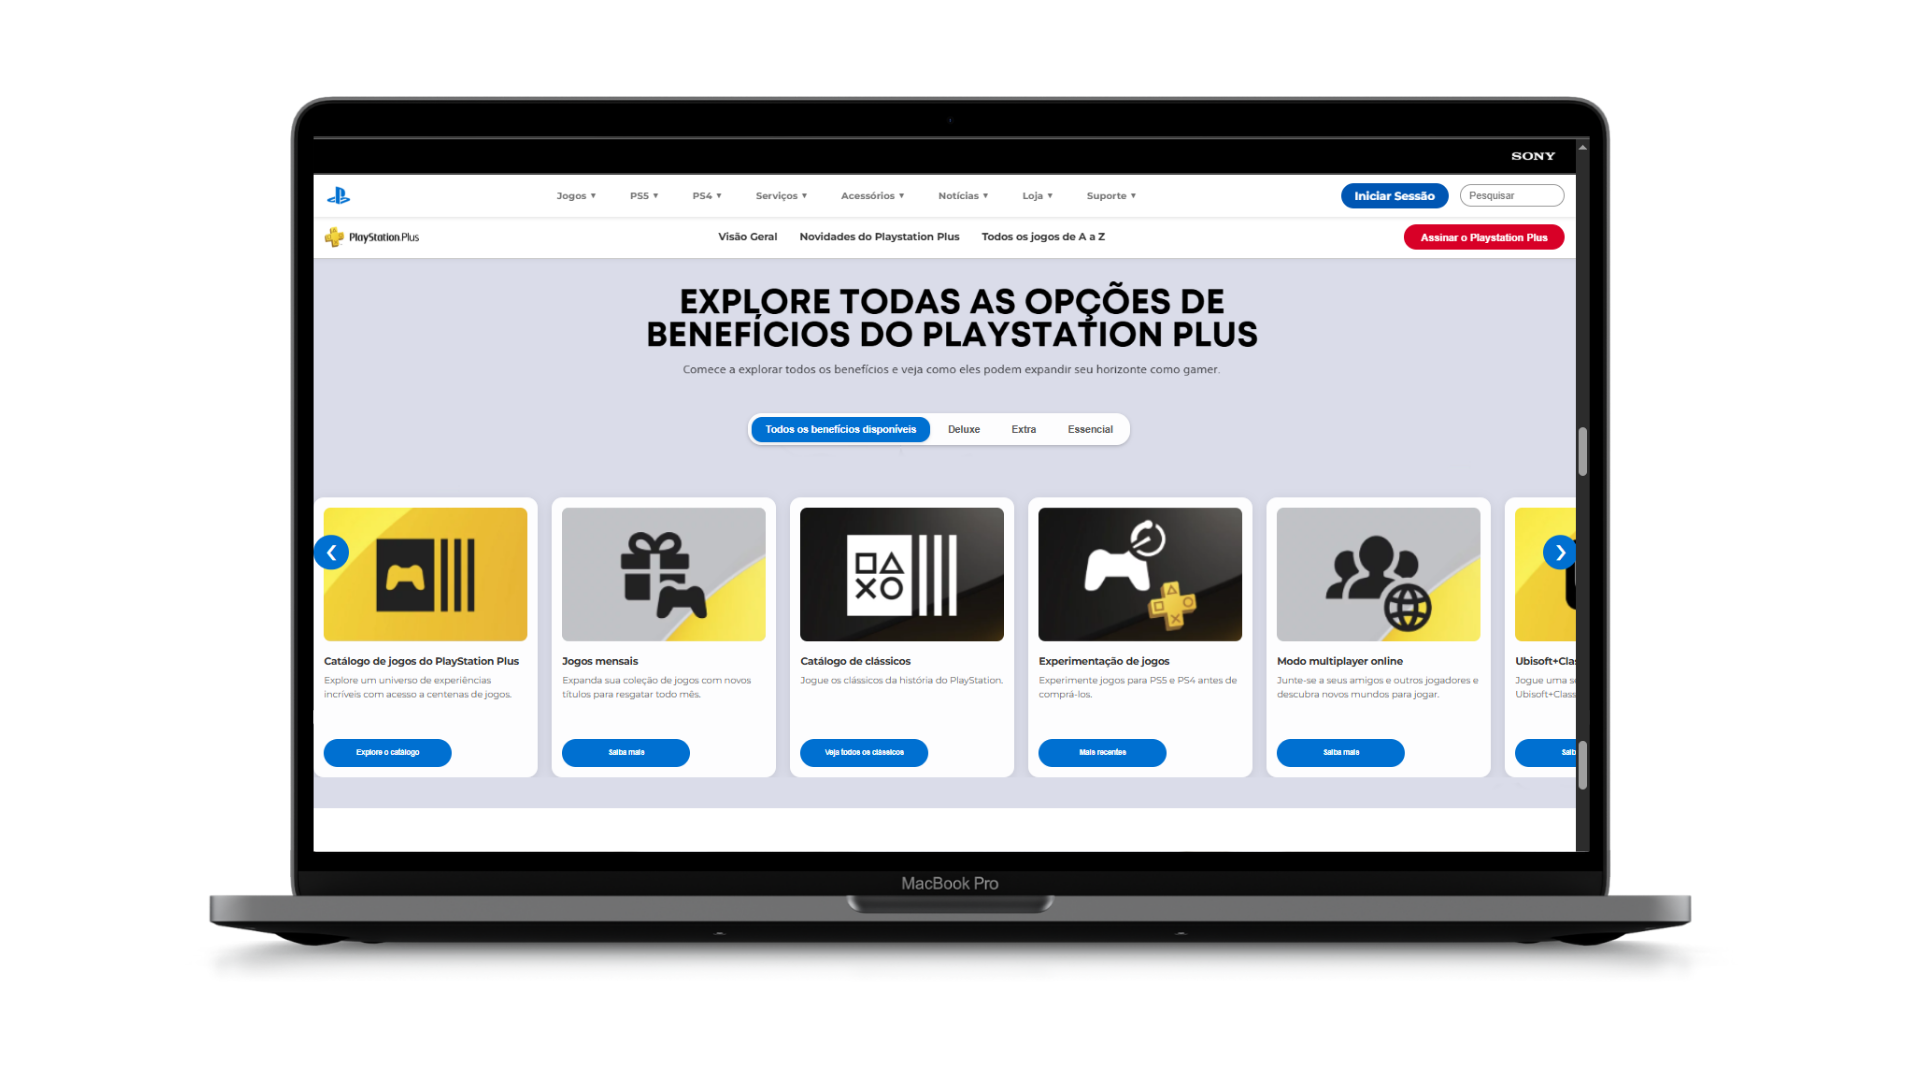 SONY
Jogos ▼ PS5 ▼ PS4 ▼ Serviços ▼ Acessórios ▼ Notícias ▼ Loja ▼ Suporte ▼ Iniciar Sessão Pesquisar
PlayStation.Plus Visão Geral Novidades do Playstation Plus Todos os jogos de A a Z Assinar o Playstation Plus
EXPLORE TODAS AS OPÇÕES DE
BENEFÍCIOS DO PLAYSTATION PLUS
Comece a explorar todos os benefícios e veja como eles podem expandir seu horizonte como gamer.
Todos os benefícios disponíveis Deluxe Extra Essencial
Catálogo de jogos do PlayStation Plus
Explore um universo de experiências
incríveis com acesso a centenas de jogos.
Explore o catálogo
Jogos mensais
Expanda sua coleção de jogos com novos
títulos para resgatar todo mês.
Saiba mais
Catálogo de clássicos
Jogue os clássicos da história do PlayStation.
Veja todos os clássicos
Experimentação de jogos
Experimente jogos para PS5 e PS4 antes de
comprá-los.
Mais recentes
Modo multiplayer online
Junte-se a seus amigos e outros jogadores e
descubra novos mundos para jogar.
Saiba mais
Ubisoft+Clas
Jogue uma s
Ubisoft+Class
Saib
MacBook Pro